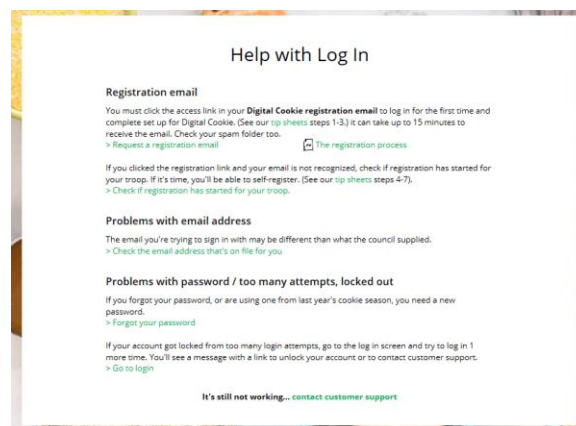 Help with Log In
Registration email
You must click the access link in your Digital Cookie registration email to log in for the first time and
complete set up for Digital Cookie. (See our tip sheets steps 1-3.) it can take up to 15 minutes to
receive the email. Check your spam folder too.
> Request a registration email The registration process
If you clicked the registration link and your email is not recognized, check if registration has started for
your troop. If it's time, you'll be able to self-register. (See our tip sheets steps 4-7).
> Check if registration has started for your troop.
Problems with email address
The email you're trying to sign in with may be different than what the council supplied.
> Check the email address that's on file for you
Problems with password / too many attempts, locked out
If you forgot your password, or are using one from last year's cookie season, you need a new
password.
> Forgot your password
If your account got locked from too many login attempts, go to the log in screen and try to log in 1
more time. You'll see a message with a link to unlock your account or to contact customer support.
> Go to login
It's still not working... contact customer support